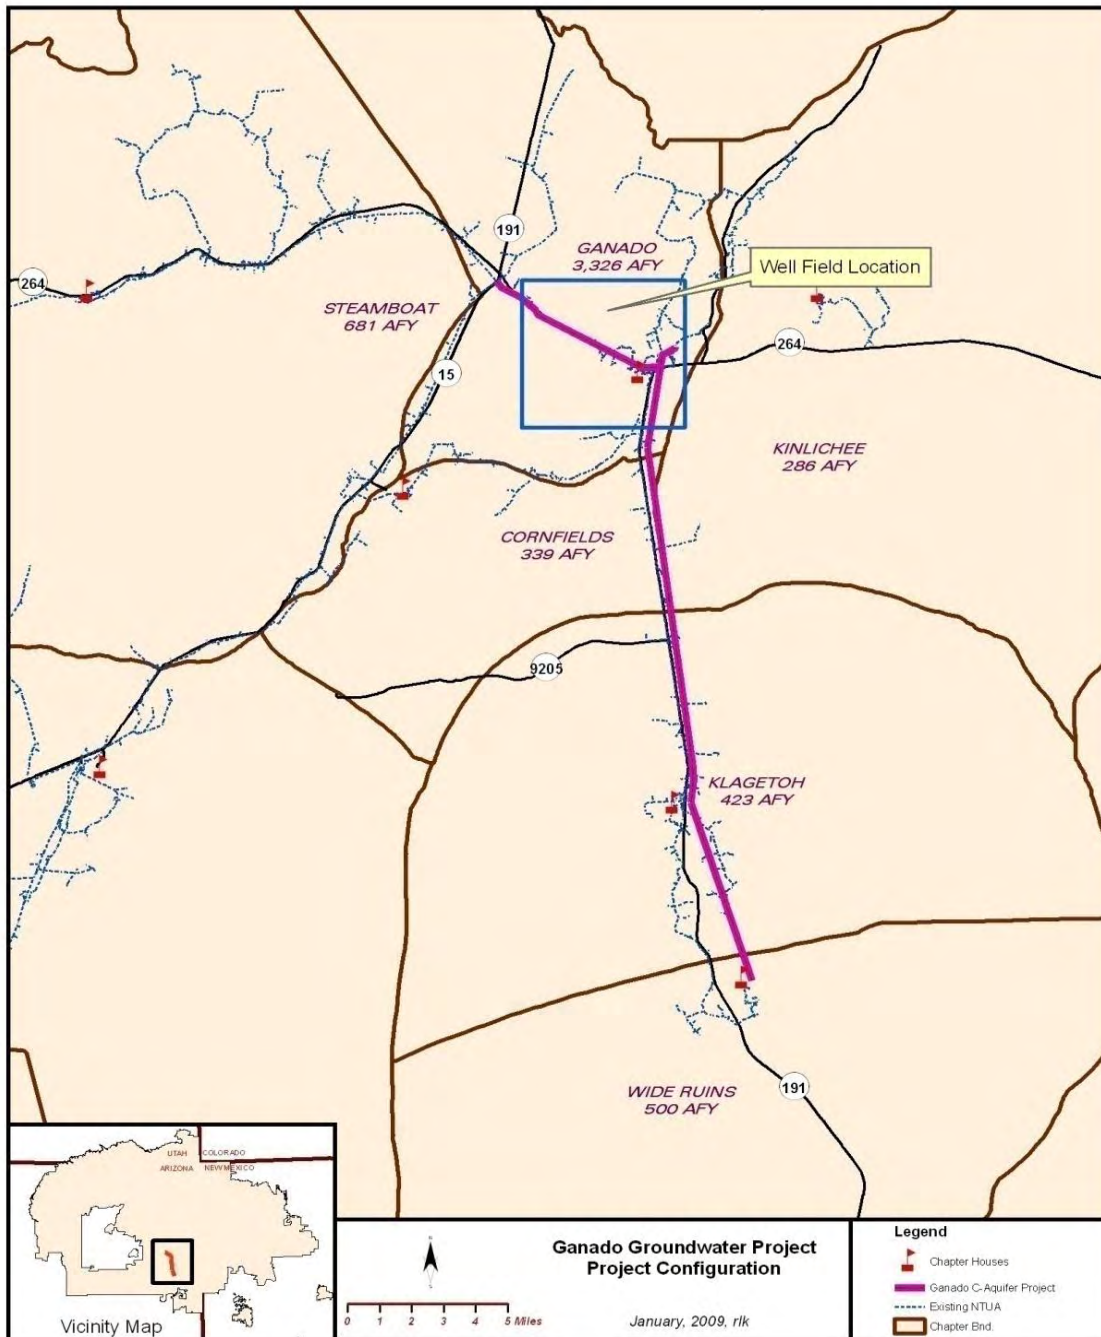 191
GANADO
3,326 AFY
Well Field Location
264
STEAMBOAT
681 AFY
264
15
KINLICHEE
286 AFY
CORNFIELDS
339 AFY
9205
KLAGETOH
423 AFY
WIDE RUINS
500 AFY
191
UTAH COLORADO
ARIZONA NEW MEXICO
Vicinity Map
0 1 2 3 4 5 Miles
Ganado Groundwater Project
Project Configuration
January, 2009, rlk
Legend
Chapter Houses
Ganado C-Aquifer Project
Existing NTUA
Chapter Bnd.